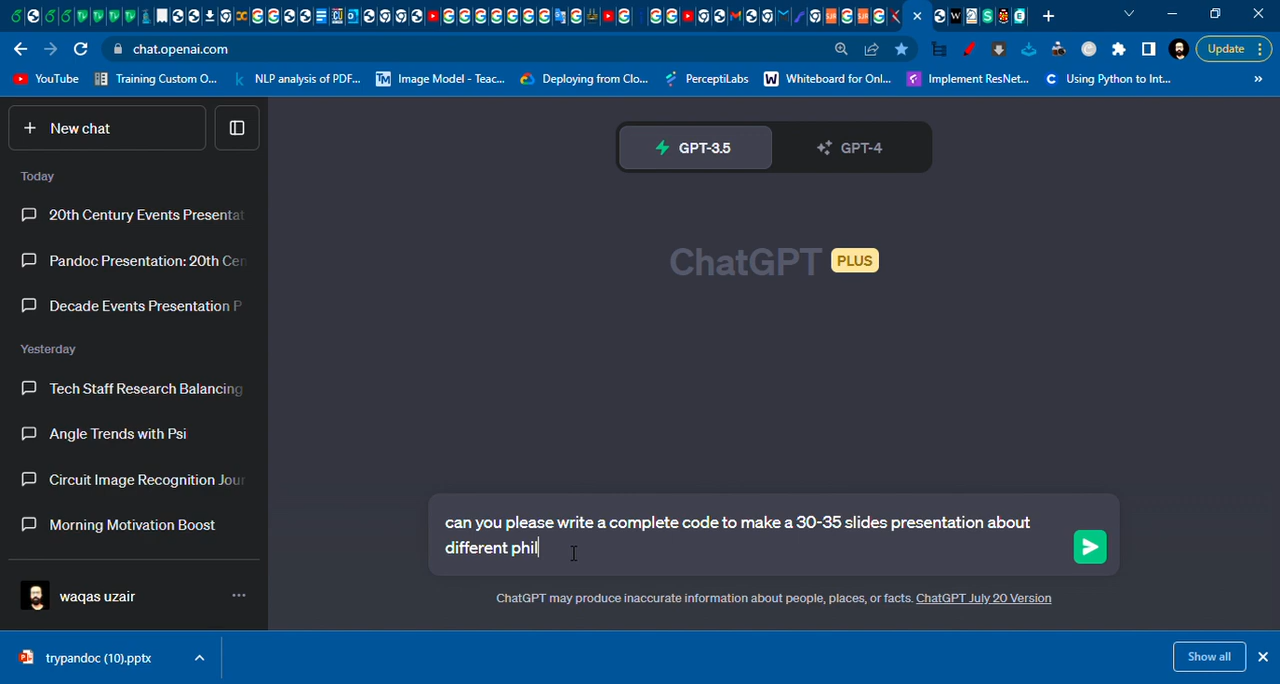 chat.openai.com
Update
YouTube
Training Custom O...
NLP analysis of PDF...
Image Model - Teac...
Deploying from Clo...
PerceptiLabs
Whiteboard for Onl...
Implement ResNet...
Using Python to Int...
New chat
GPT-3.5
GPT-4
Today
20th Century Events Presentat
Pandoc Presentation: 20th Cen
Decade Events Presentation P
Yesterday
Tech Staff Research Balancing
Angle Trends with Psi
Circuit Image Recognition Jour
Morning Motivation Boost
waqas uzair
ChatGPT PLUS
can you please write a complete code to make a 30-35 slides presentation about
different phil
ChatGPT may produce inaccurate information about people, places, or facts. ChatGPT July 20 Version
trypandoc (10).pptx
Show all